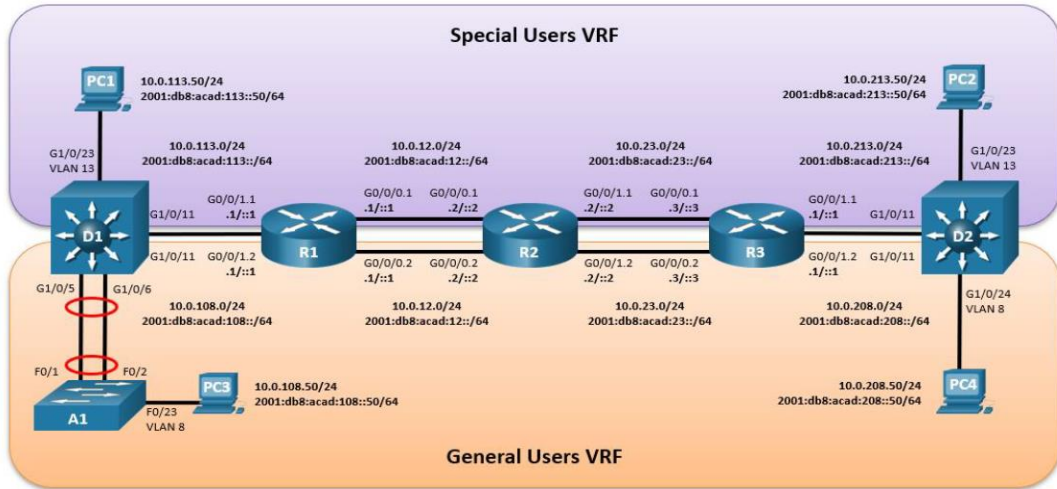 Special Users VRF
PC1
10.0.113.50/24
2001:db8:acad:113::50/64
10.0.213.50/24
2001:db8:acad:213::50/64
PC2
G1/0/23
VLAN 13
10.0.113.0/24
2001:db8:acad:113::/64
10.0.12.0/24
2001:db8:acad:12::/64
10.0.23.0/24
2001:db8:acad:23::/64
10.0.213.0/24
2001:db8:acad:213::/64
G1/0/23
VLAN 13
D1
G1/0/11
G0/0/1.1
.1/::1
R1
G0/0/0.1
.1/::1
G0/0/0.1
.2/::2
R2
G0/0/1.1
.2/::2
G0/0/0.1
.3/::3
R3
G0/0/1.1
.1/::1
G1/0/11
D2
G1/0/11
G0/0/1.2
.1/::1
G0/0/0.2
.1/::1
G0/0/0.2
.2/::2
G0/0/1.2
.2/::2
G0/0/0.2
.3/::3
G0/0/1.2
.1/::1
G1/0/11
G1/0/5
G1/0/6
10.0.108.0/24
2001:db8:acad:108::/64
10.0.12.0/24
2001:db8:acad:12::/64
10.0.23.0/24
2001:db8:acad:23::/64
10.0.208.0/24
2001:db8:acad:208::/64
G1/0/24
VLAN 8
F0/1
F0/2
A1
F0/23
VLAN 8
PC3
10.0.108.50/24
2001:db8:acad:108::50/64
10.0.208.50/24
2001:db8:acad:208::50/64
PC4
General Users VRF